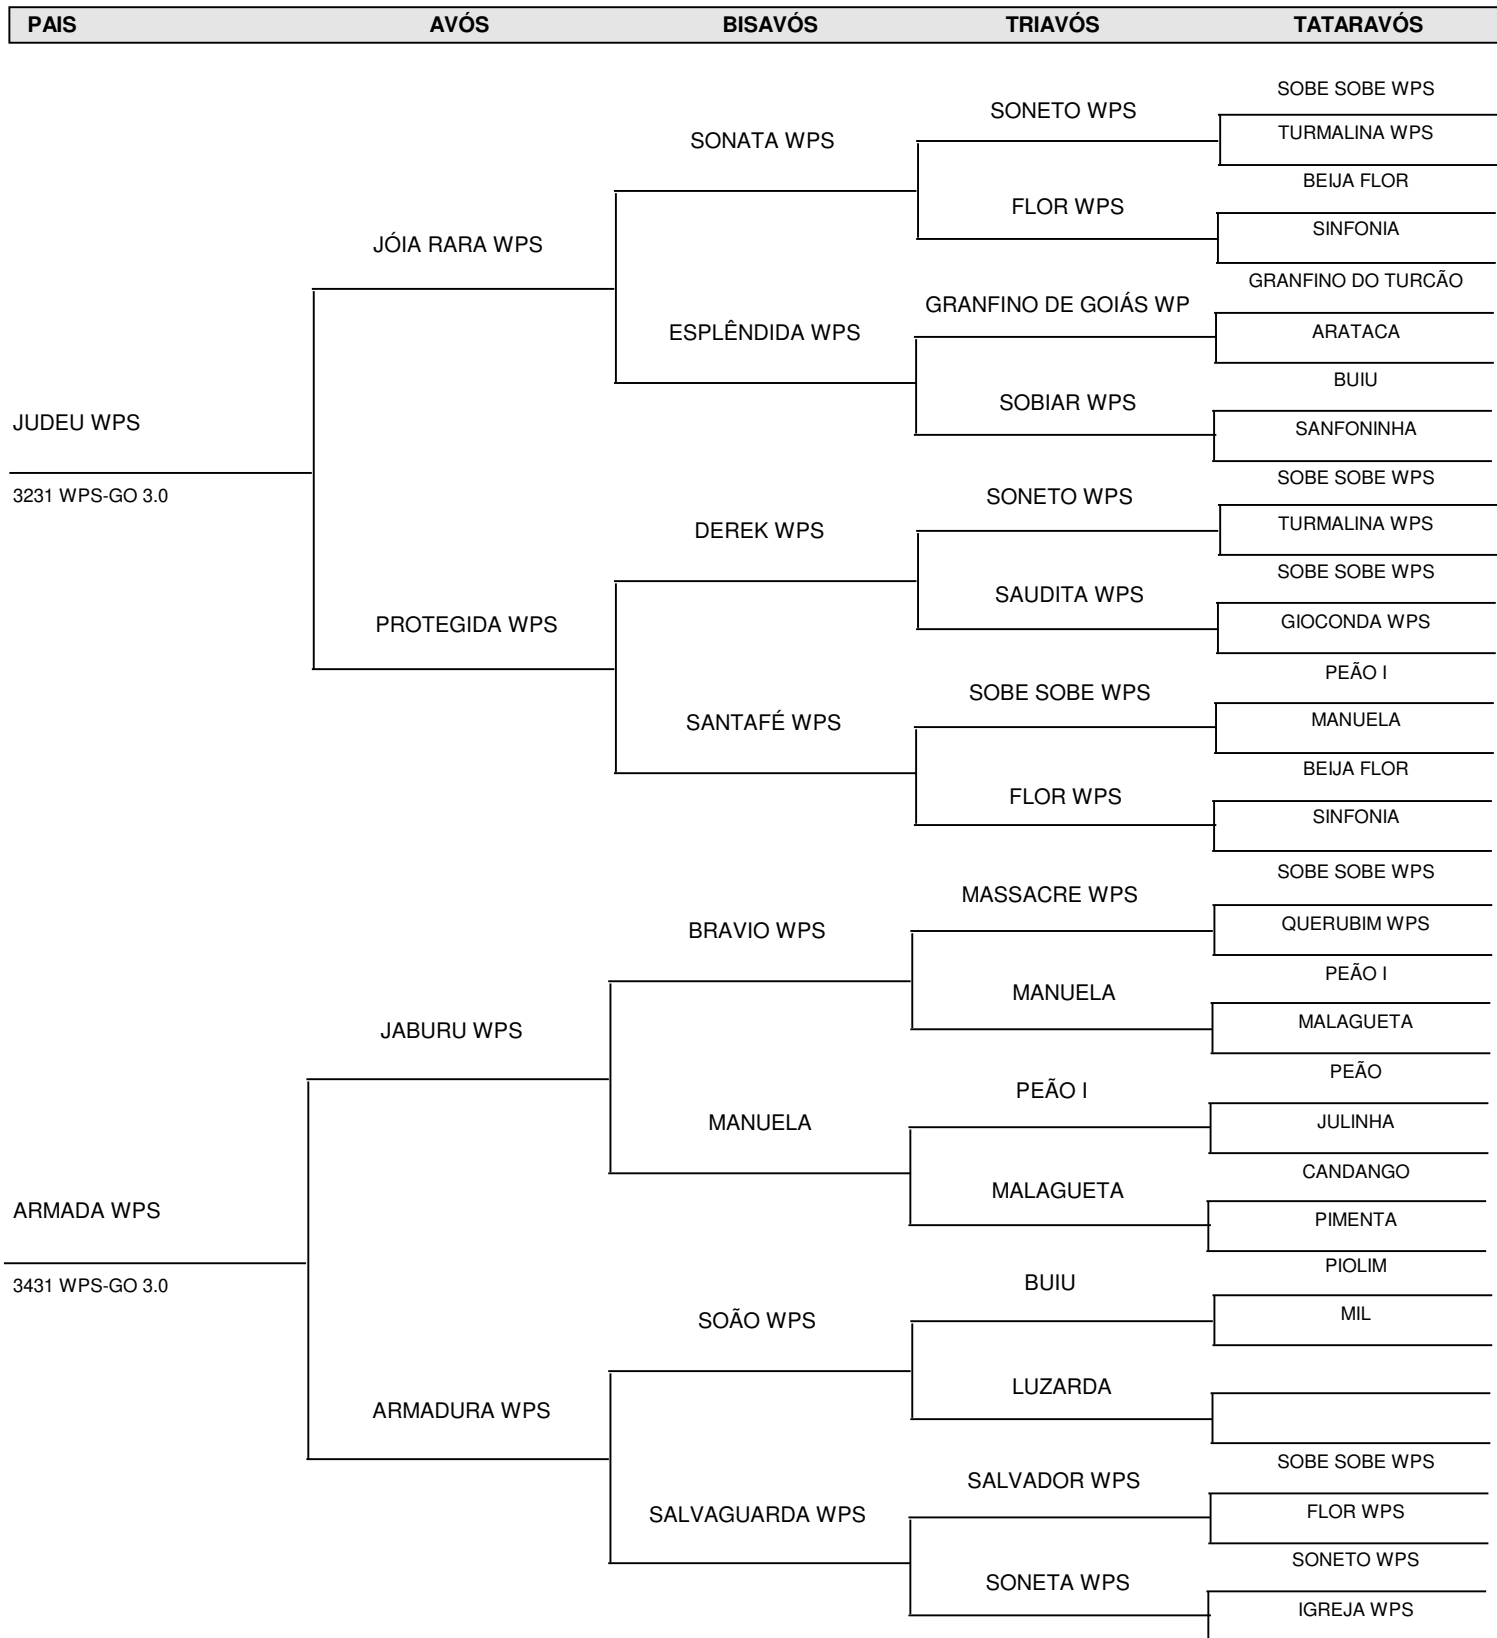 PAIS AVÓS BISAVÓS TRIAVÓS TATARAVÓS
SOBE SOBE WPS
SONETO WPS
TURMALINA WPS
SONATA WPS
BEIJA FLOR
FLOR WPS
SINFONIA
JÓIA RARA WPS
GRANFINO DO TURCÃO
GRANFINO DE GOIÁS WP
ARATACA
ESPLÊNDIDA WPS
BUIU
SOBIAR WPS
SANFONINHA
JUDEU WPS
3231 WPS-GO 3.0
SOBE SOBE WPS
SONETO WPS
TURMALINA WPS
DEREK WPS
SOBE SOBE WPS
SAUDITA WPS
GIOCONDA WPS
PROTEGIDA WPS
PEÃO I
SOBE SOBE WPS
MANUELA
SANTAFÉ WPS
BEIJA FLOR
FLOR WPS
SINFONIA
SOBE SOBE WPS
MASSACRE WPS
QUERUBIM WPS
BRAVIO WPS
PEÃO I
MANUELA
MALAGUETA
JABURU WPS
PEÃO
PEÃO I
JULINHA
MANUELA
CANDANGO
MALAGUETA
PIMENTA
ARMADA WPS
3431 WPS-GO 3.0
PIOLIM
BUIU
MIL
SOÃO WPS
LUZARDA
ARMADURA WPS
SOBE SOBE WPS
SALVADOR WPS
FLOR WPS
SALVAGUARDA WPS
SONETO WPS
SONETA WPS
IGREJA WPS